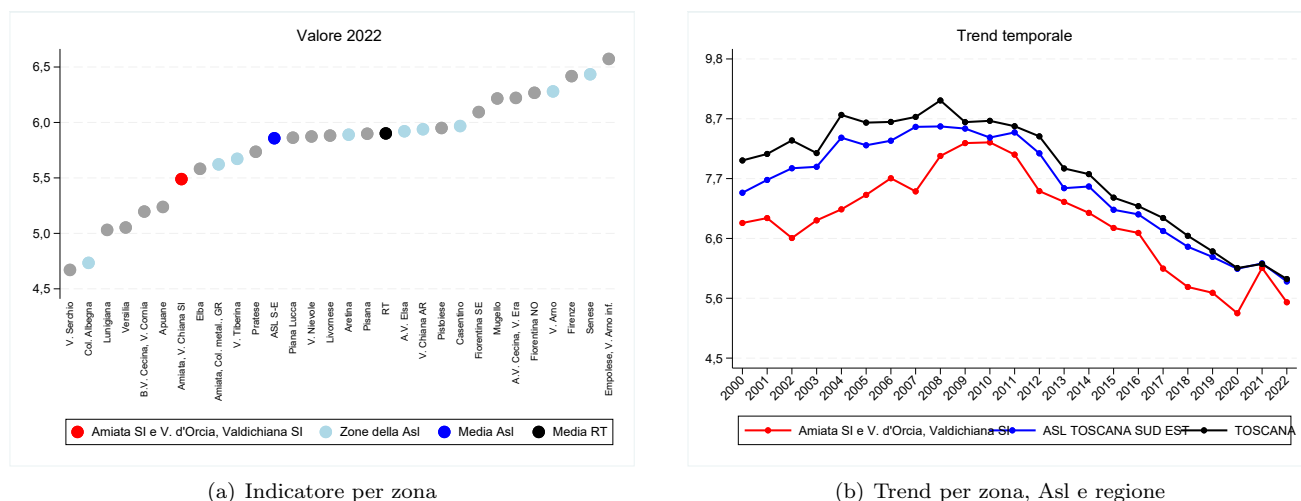 Valore 2022
6,5
6,0
5,5
5,0
4,5
V. Serchio
Col. Albegna
Lunigiana
Versilia
B.V. Cecina, V. Cornia
Apuane
Amiata, V. Chiana SI
Elba
Amiata, Col. metal., GR
V. Tiberina
Pratese
ASL S-E
Piana Lucca
V. Nievole
Livornese
Aretina
Pisana
RT
A.V. Elsa
V. Chiana AR
Pistoiese
Casentino
Fiorentina SE
Mugello
A.V. Cecina, V. Era
Fiorentina NO
V. Arno
Firenze
Senese
Empolese, V. Arno inf.
Amiata SI e V. d'Orcia, Valdichiana SI Zone della Asl Media Asl Media RT
(a) Indicatore per zona
Trend temporale
9,8
8,7
7,7
6,6
5,6
4,5
2000 2001 2002 2003 2004 2005 2006 2007 2008 2009 2010 2011 2012 2013 2014 2015 2016 2017 2018 2019 2020 2021 2022
Amiata SI e V. d'Orcia, Valdichiana SI ASL TOSCANA SUD EST TOSCANA
(b) Trend per zona, Asl e regione